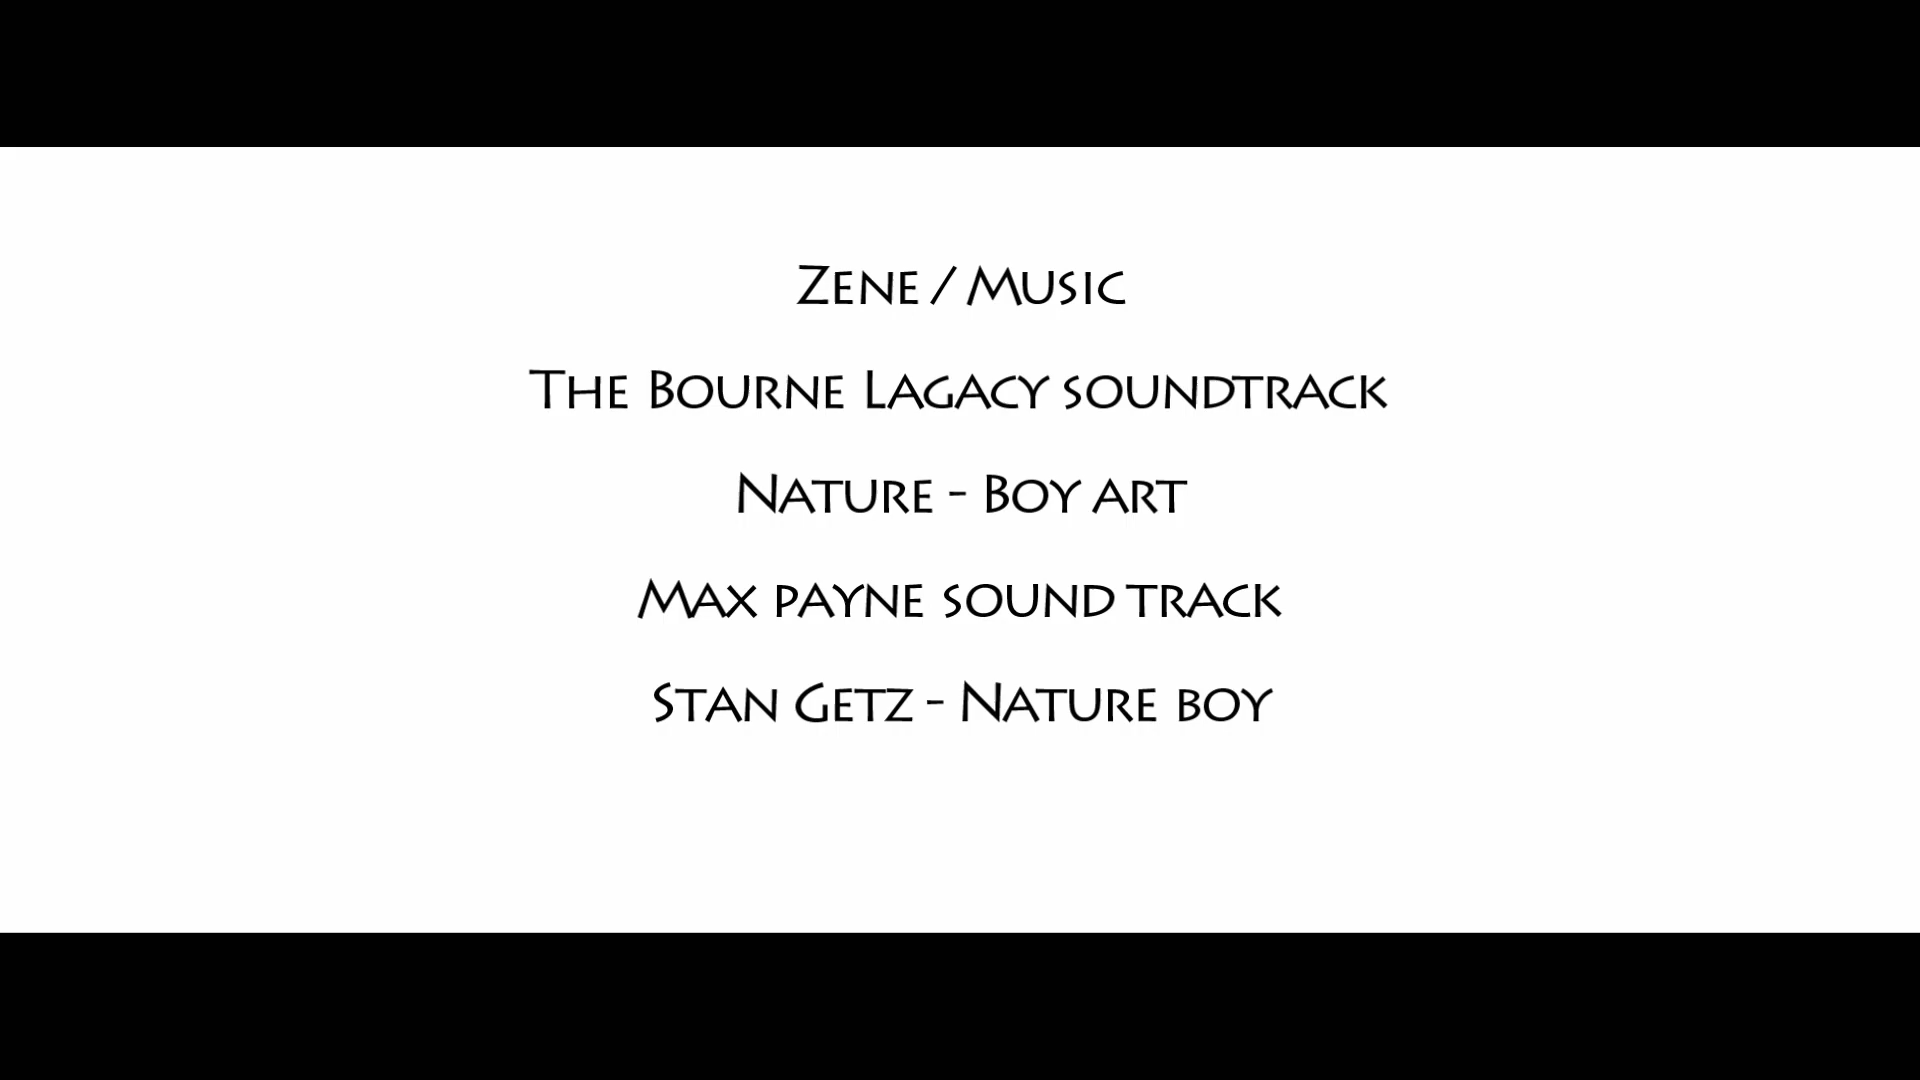 Zene / Music
The Bourne Lagacy soundtrack
Nature - Boy art
Max payne sound track
Stan Getz - Nature boy